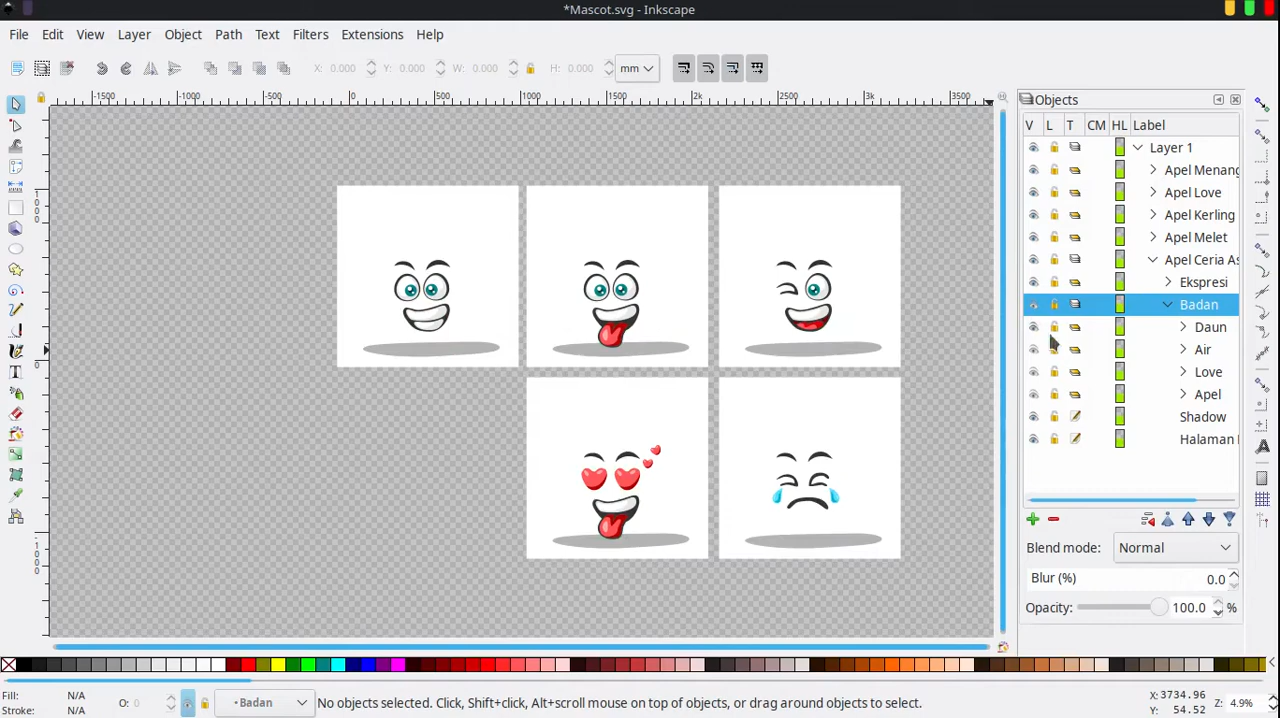 *Mascot.svg - Inkscape
File Edit View Layer Object Path Text Filters Extensions Help
X: 0.000 Y: 0.000 W: 0.000 H: 0.000 mm
-1500 -1000 -500 0 500 1000 1500 2k 2500 3k 3500
1000
0
-1000
Objects
V L T CM HL Label
Layer 1
Apel Menang
Apel Love
Apel Kerling
Apel Melet
Apel Ceria As
Ekspresi
Badan
Daun
Air
Love
Apel
Shadow
Halaman
Blend mode: Normal
Blur (%) 0.0
Opacity: 100.0 %
Fill: N/A
Stroke: N/A
O: 0
•Badan
No objects selected. Click, Shift+click, Alt+scroll mouse on top of objects, or drag around objects to select.
X: 3734.96
Y: 54.52
Z: 4.9%